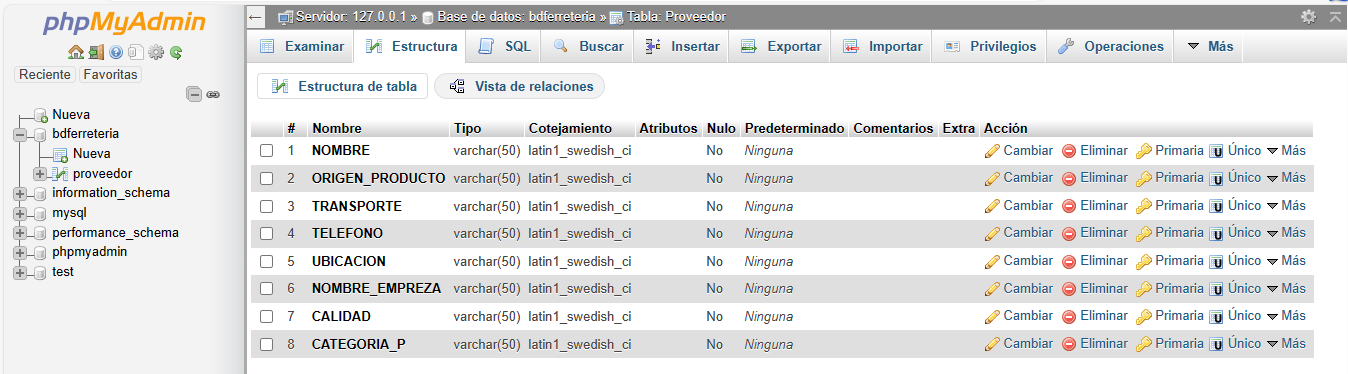 phpMyAdmin
Reciente Favoritas
Nueva
bdferreteria
Nueva
proveedor
information_schema
mysql
performance_schema
phpmyadmin
test
Servidor: 127.0.0.1 » Base de datos: bdferreteria » Tabla: Proveedor
Examinar Estructura SQL Buscar Insertar Exportar Importar Privilegios Operaciones Más
Estructura de tabla Vista de relaciones
# Nombre Tipo Cotejamiento Atributos Nulo Predeterminado Comentarios Extra Acción
1 NOMBRE varchar(50) latin1_swedish_ci No Ninguna Cambiar Eliminar Primaria Único Más
2 ORIGEN_PRODUCTO varchar(50) latin1_swedish_ci No Ninguna Cambiar Eliminar Primaria Único Más
3 TRANSPORTE varchar(50) latin1_swedish_ci No Ninguna Cambiar Eliminar Primaria Único Más
4 TELEFONO varchar(50) latin1_swedish_ci No Ninguna Cambiar Eliminar Primaria Único Más
5 UBICACION varchar(50) latin1_swedish_ci No Ninguna Cambiar Eliminar Primaria Único Más
6 NOMBRE_EMPREZA varchar(50) latin1_swedish_ci No Ninguna Cambiar Eliminar Primaria Único Más
7 CALIDAD varchar(50) latin1_swedish_ci No Ninguna Cambiar Eliminar Primaria Único Más
8 CATEGORIA_P varchar(50) latin1_swedish_ci No Ninguna Cambiar Eliminar Primaria Único Más